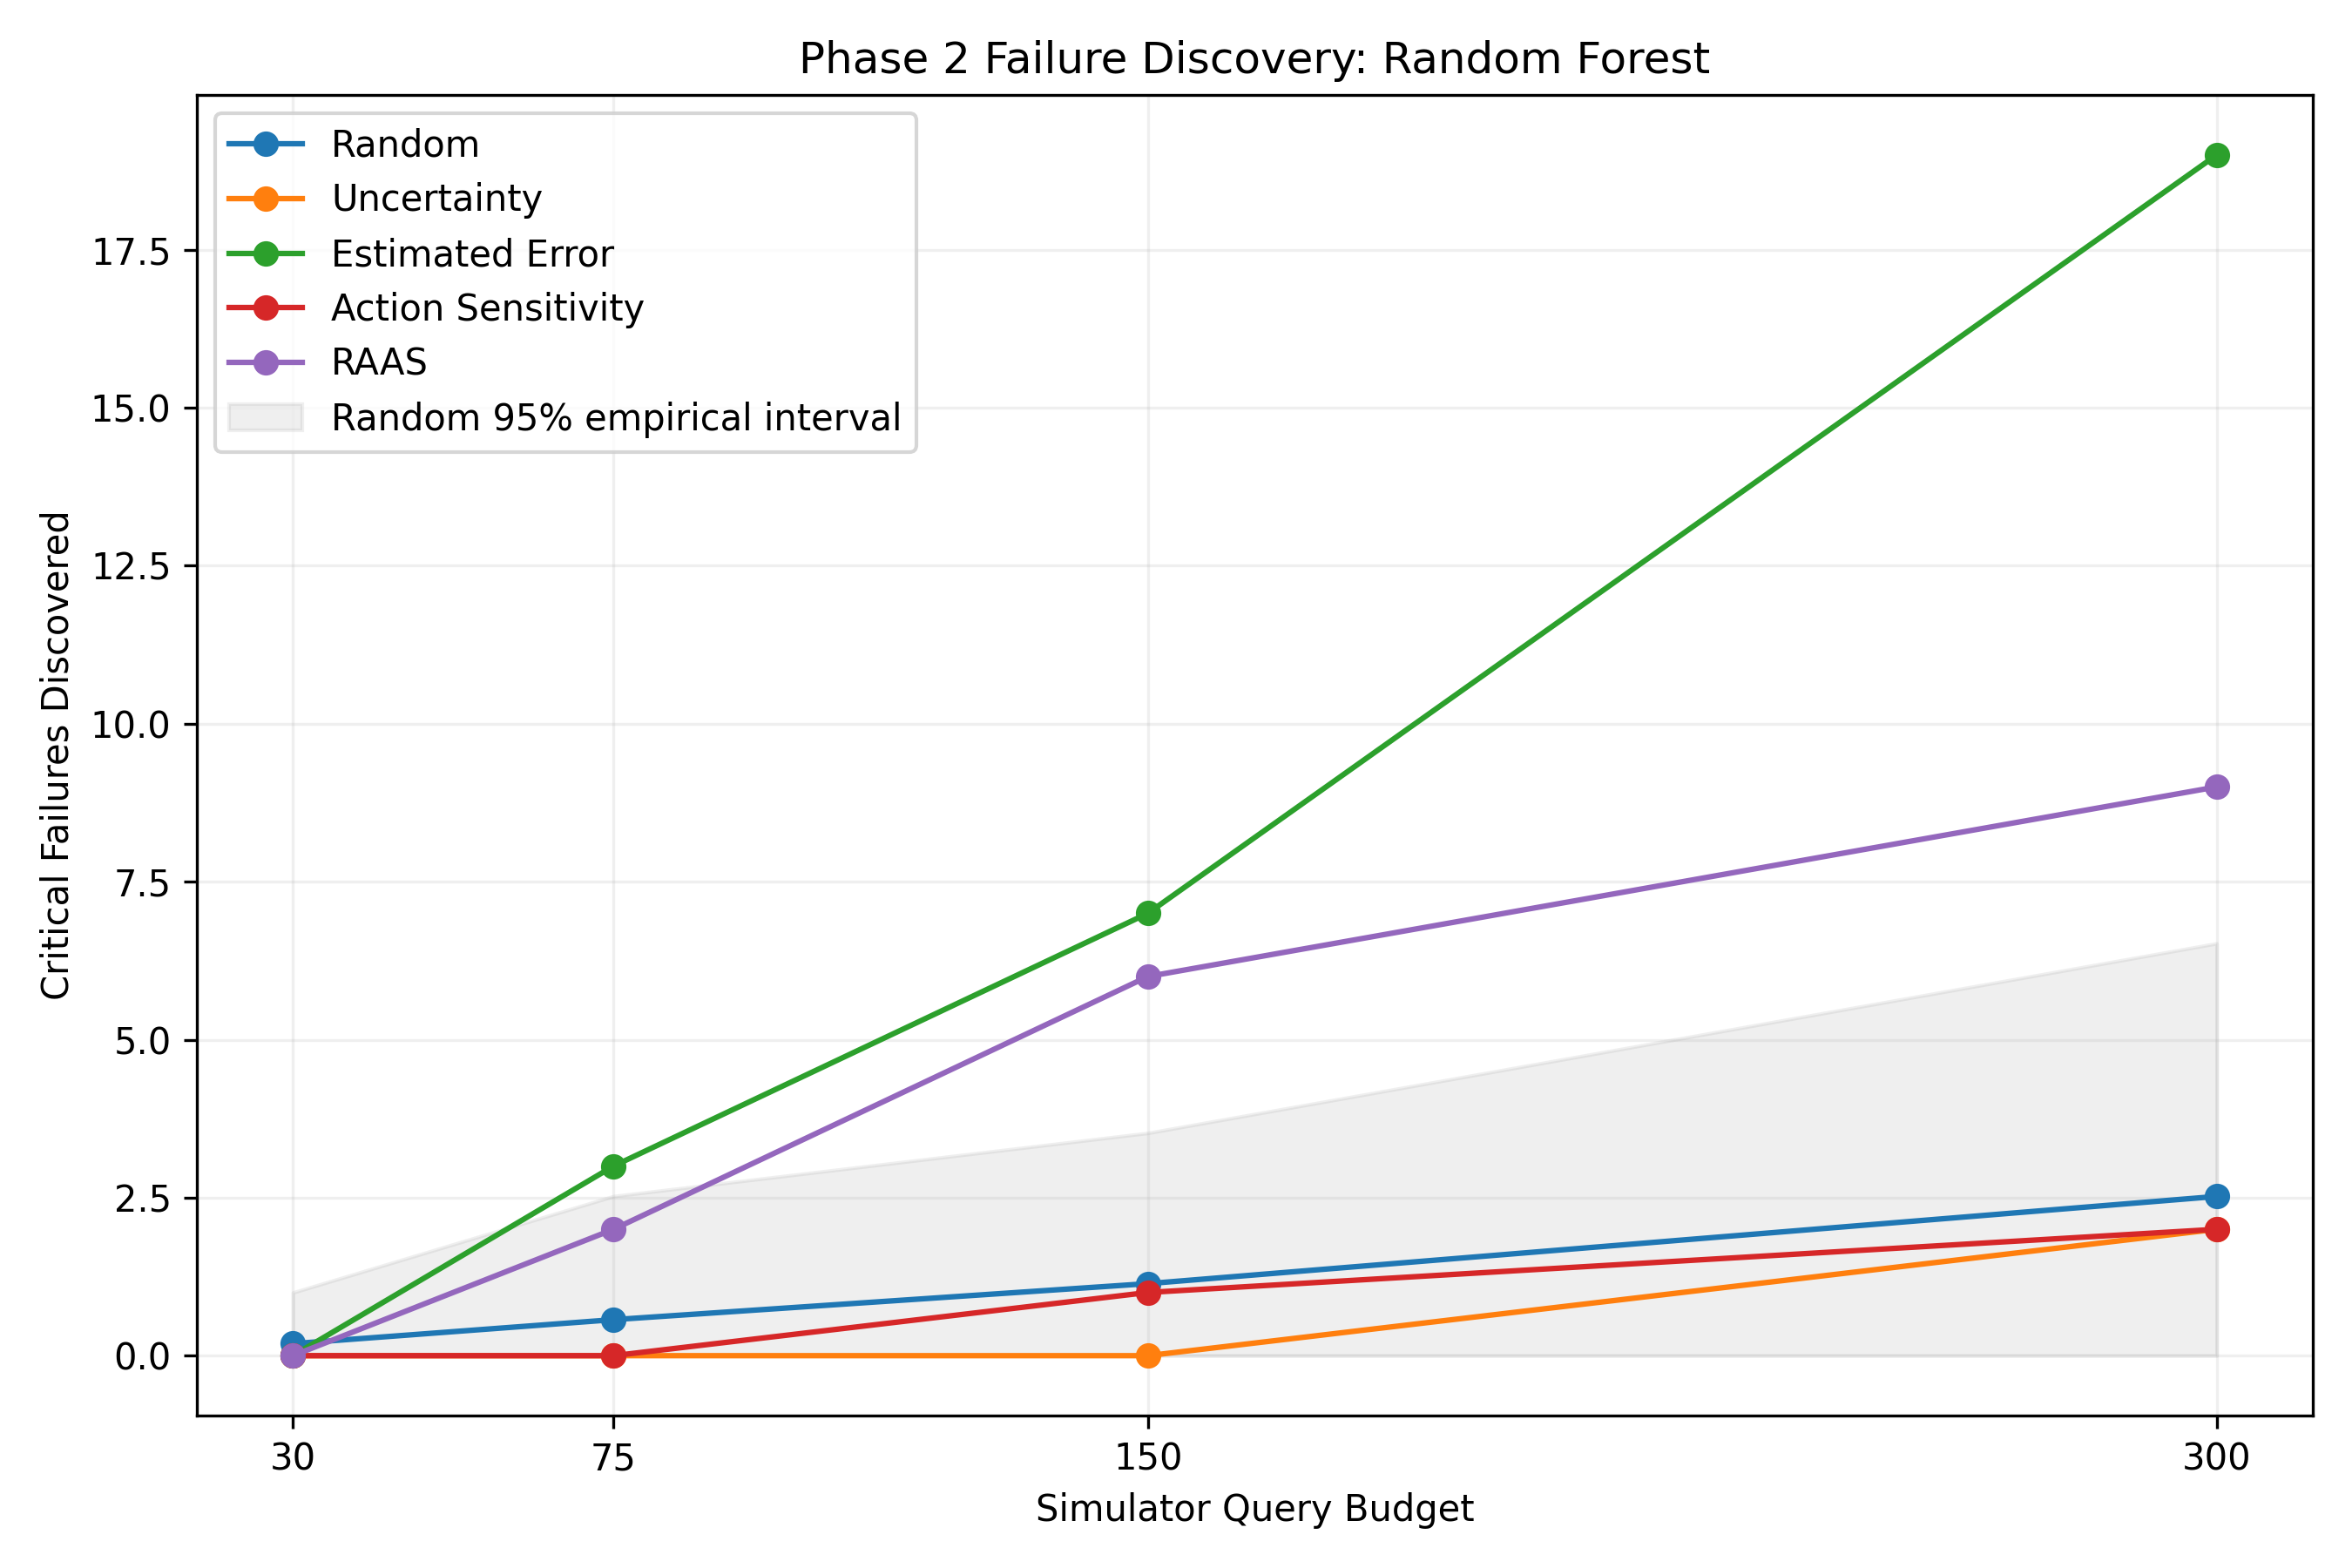 Phase 2 Failure Discovery: Random Forest
Random
Uncertainty
Estimated Error
Action Sensitivity
RAAS
Random 95% empirical interval
Critical Failures Discovered
17.5
15.0
12.5
10.0
7.5
5.0
2.5
0.0
30
75
150
300
Simulator Query Budget